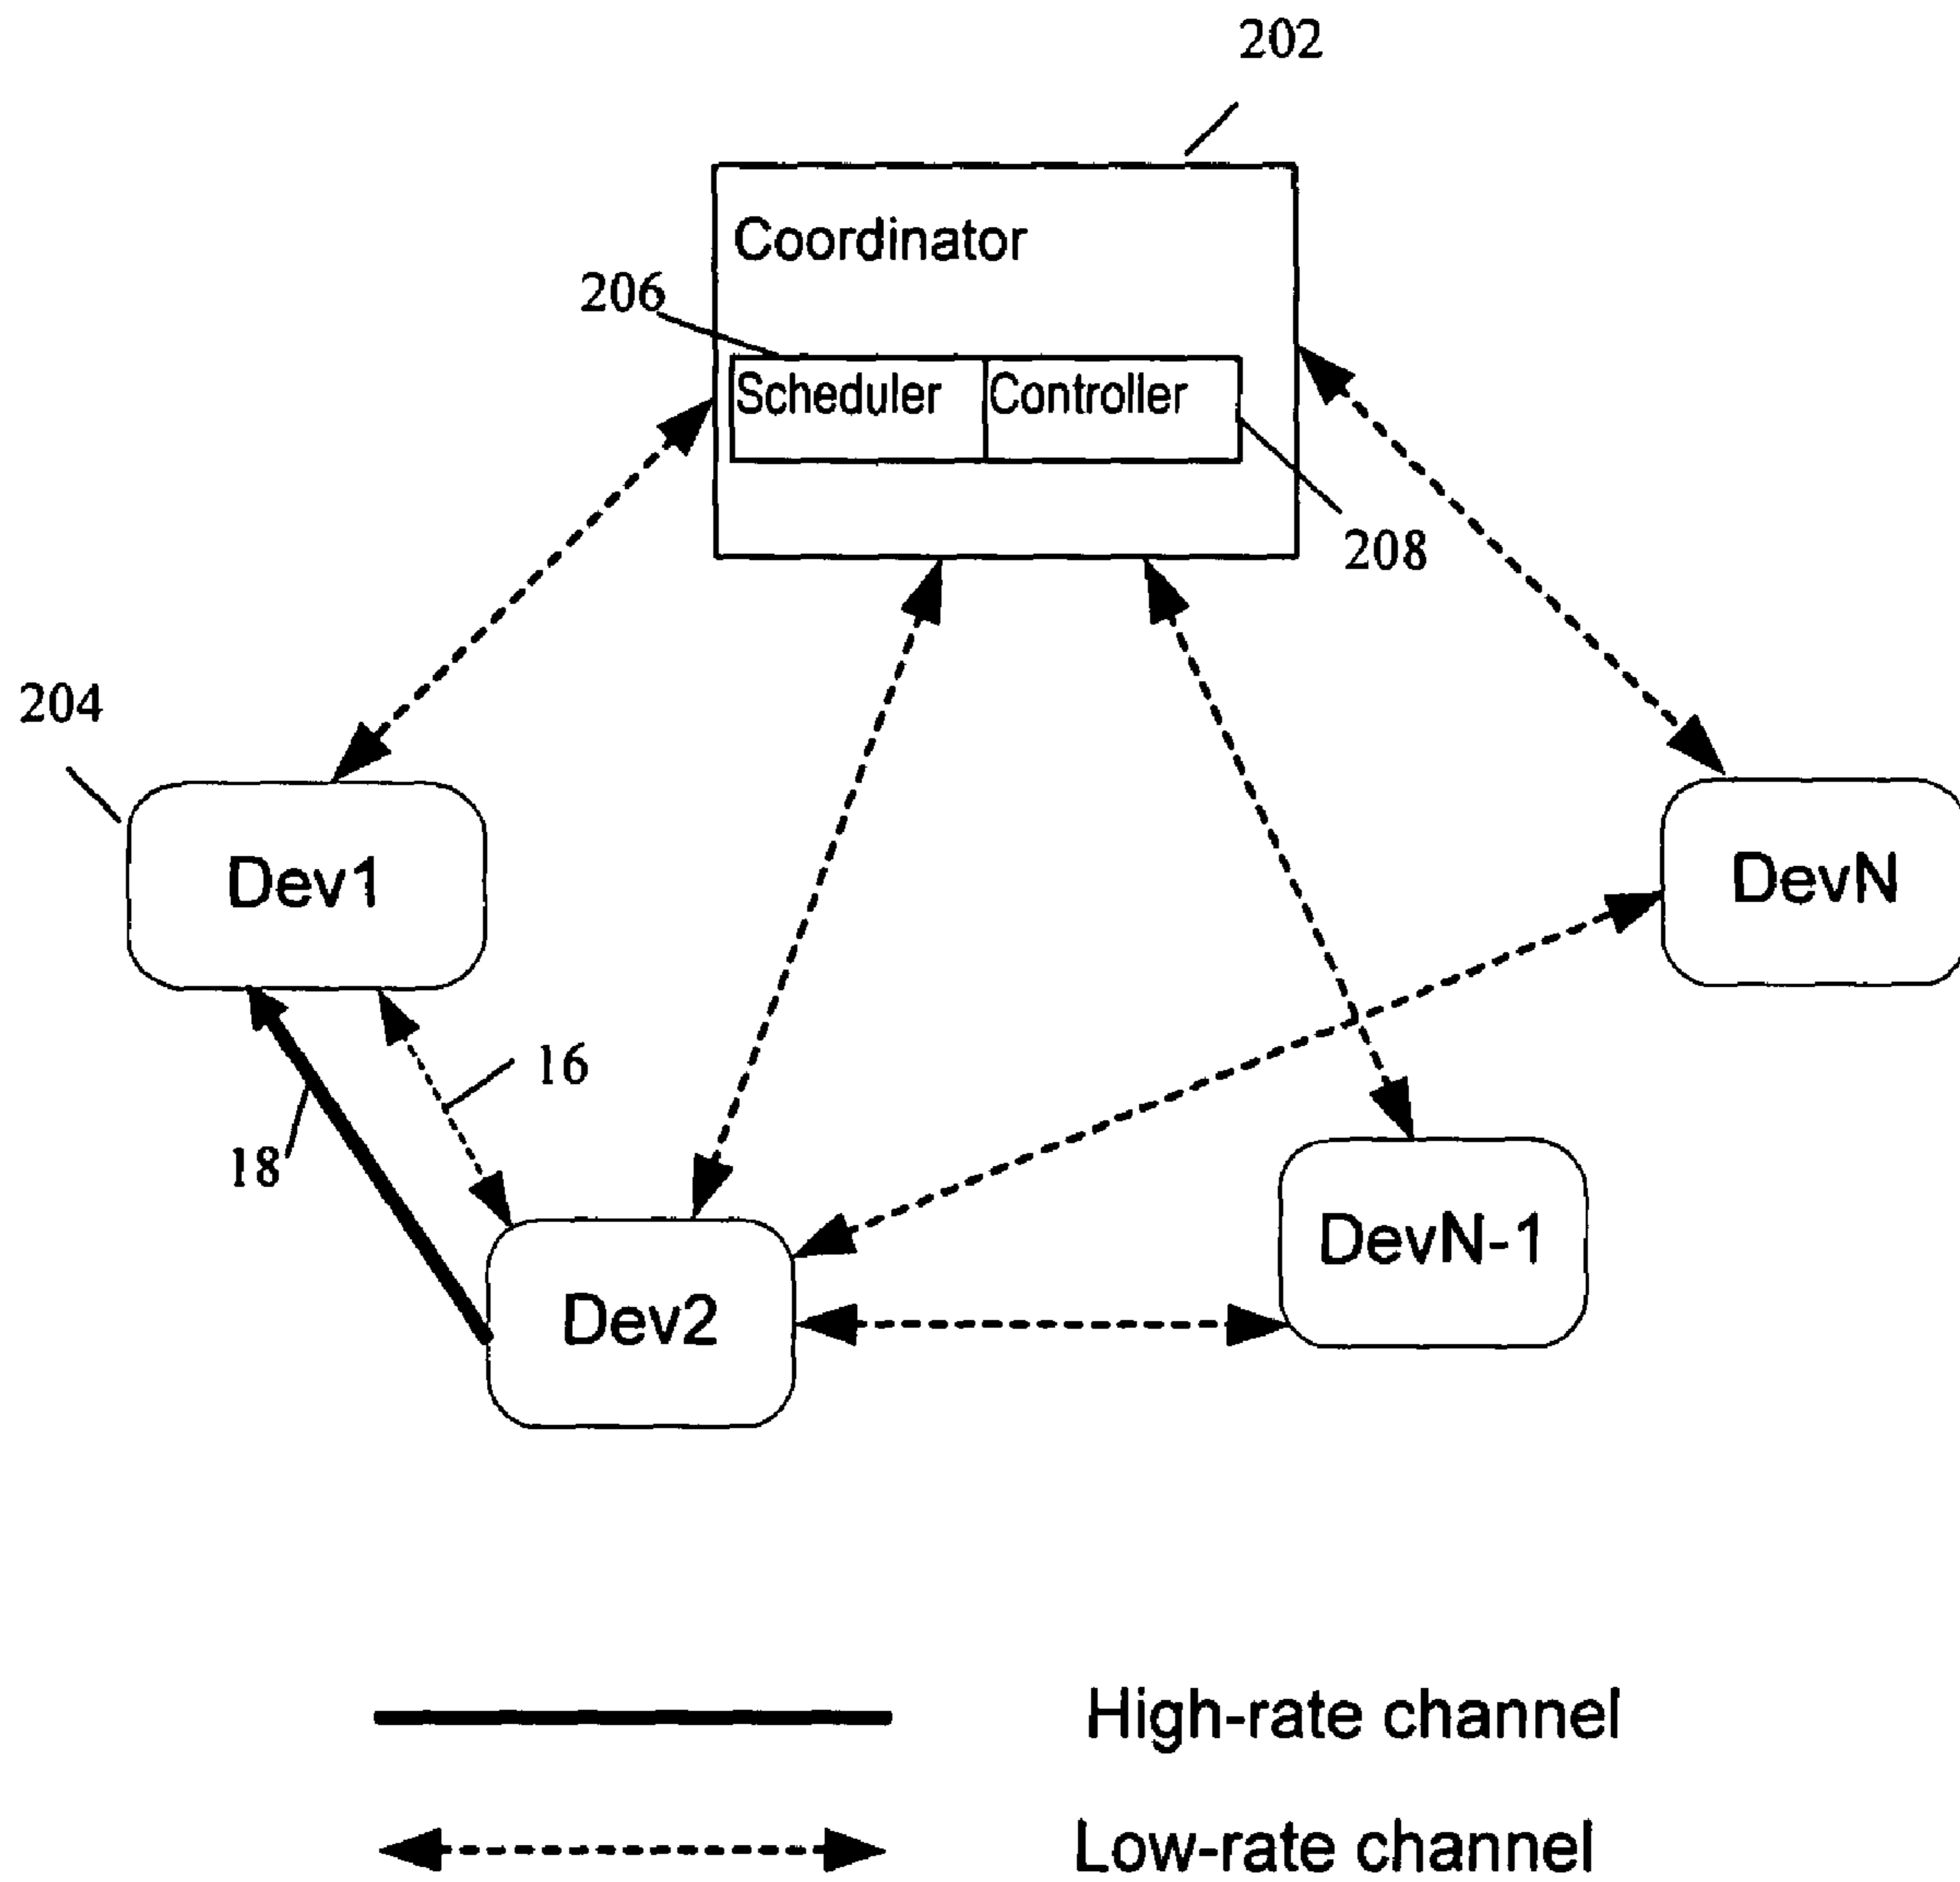 202
Coordinator
206
Scheduler
Controller
208
204
Dev1
DevN
16
18
DevN-1
Dev2
High-rate channel
Low-rate channel